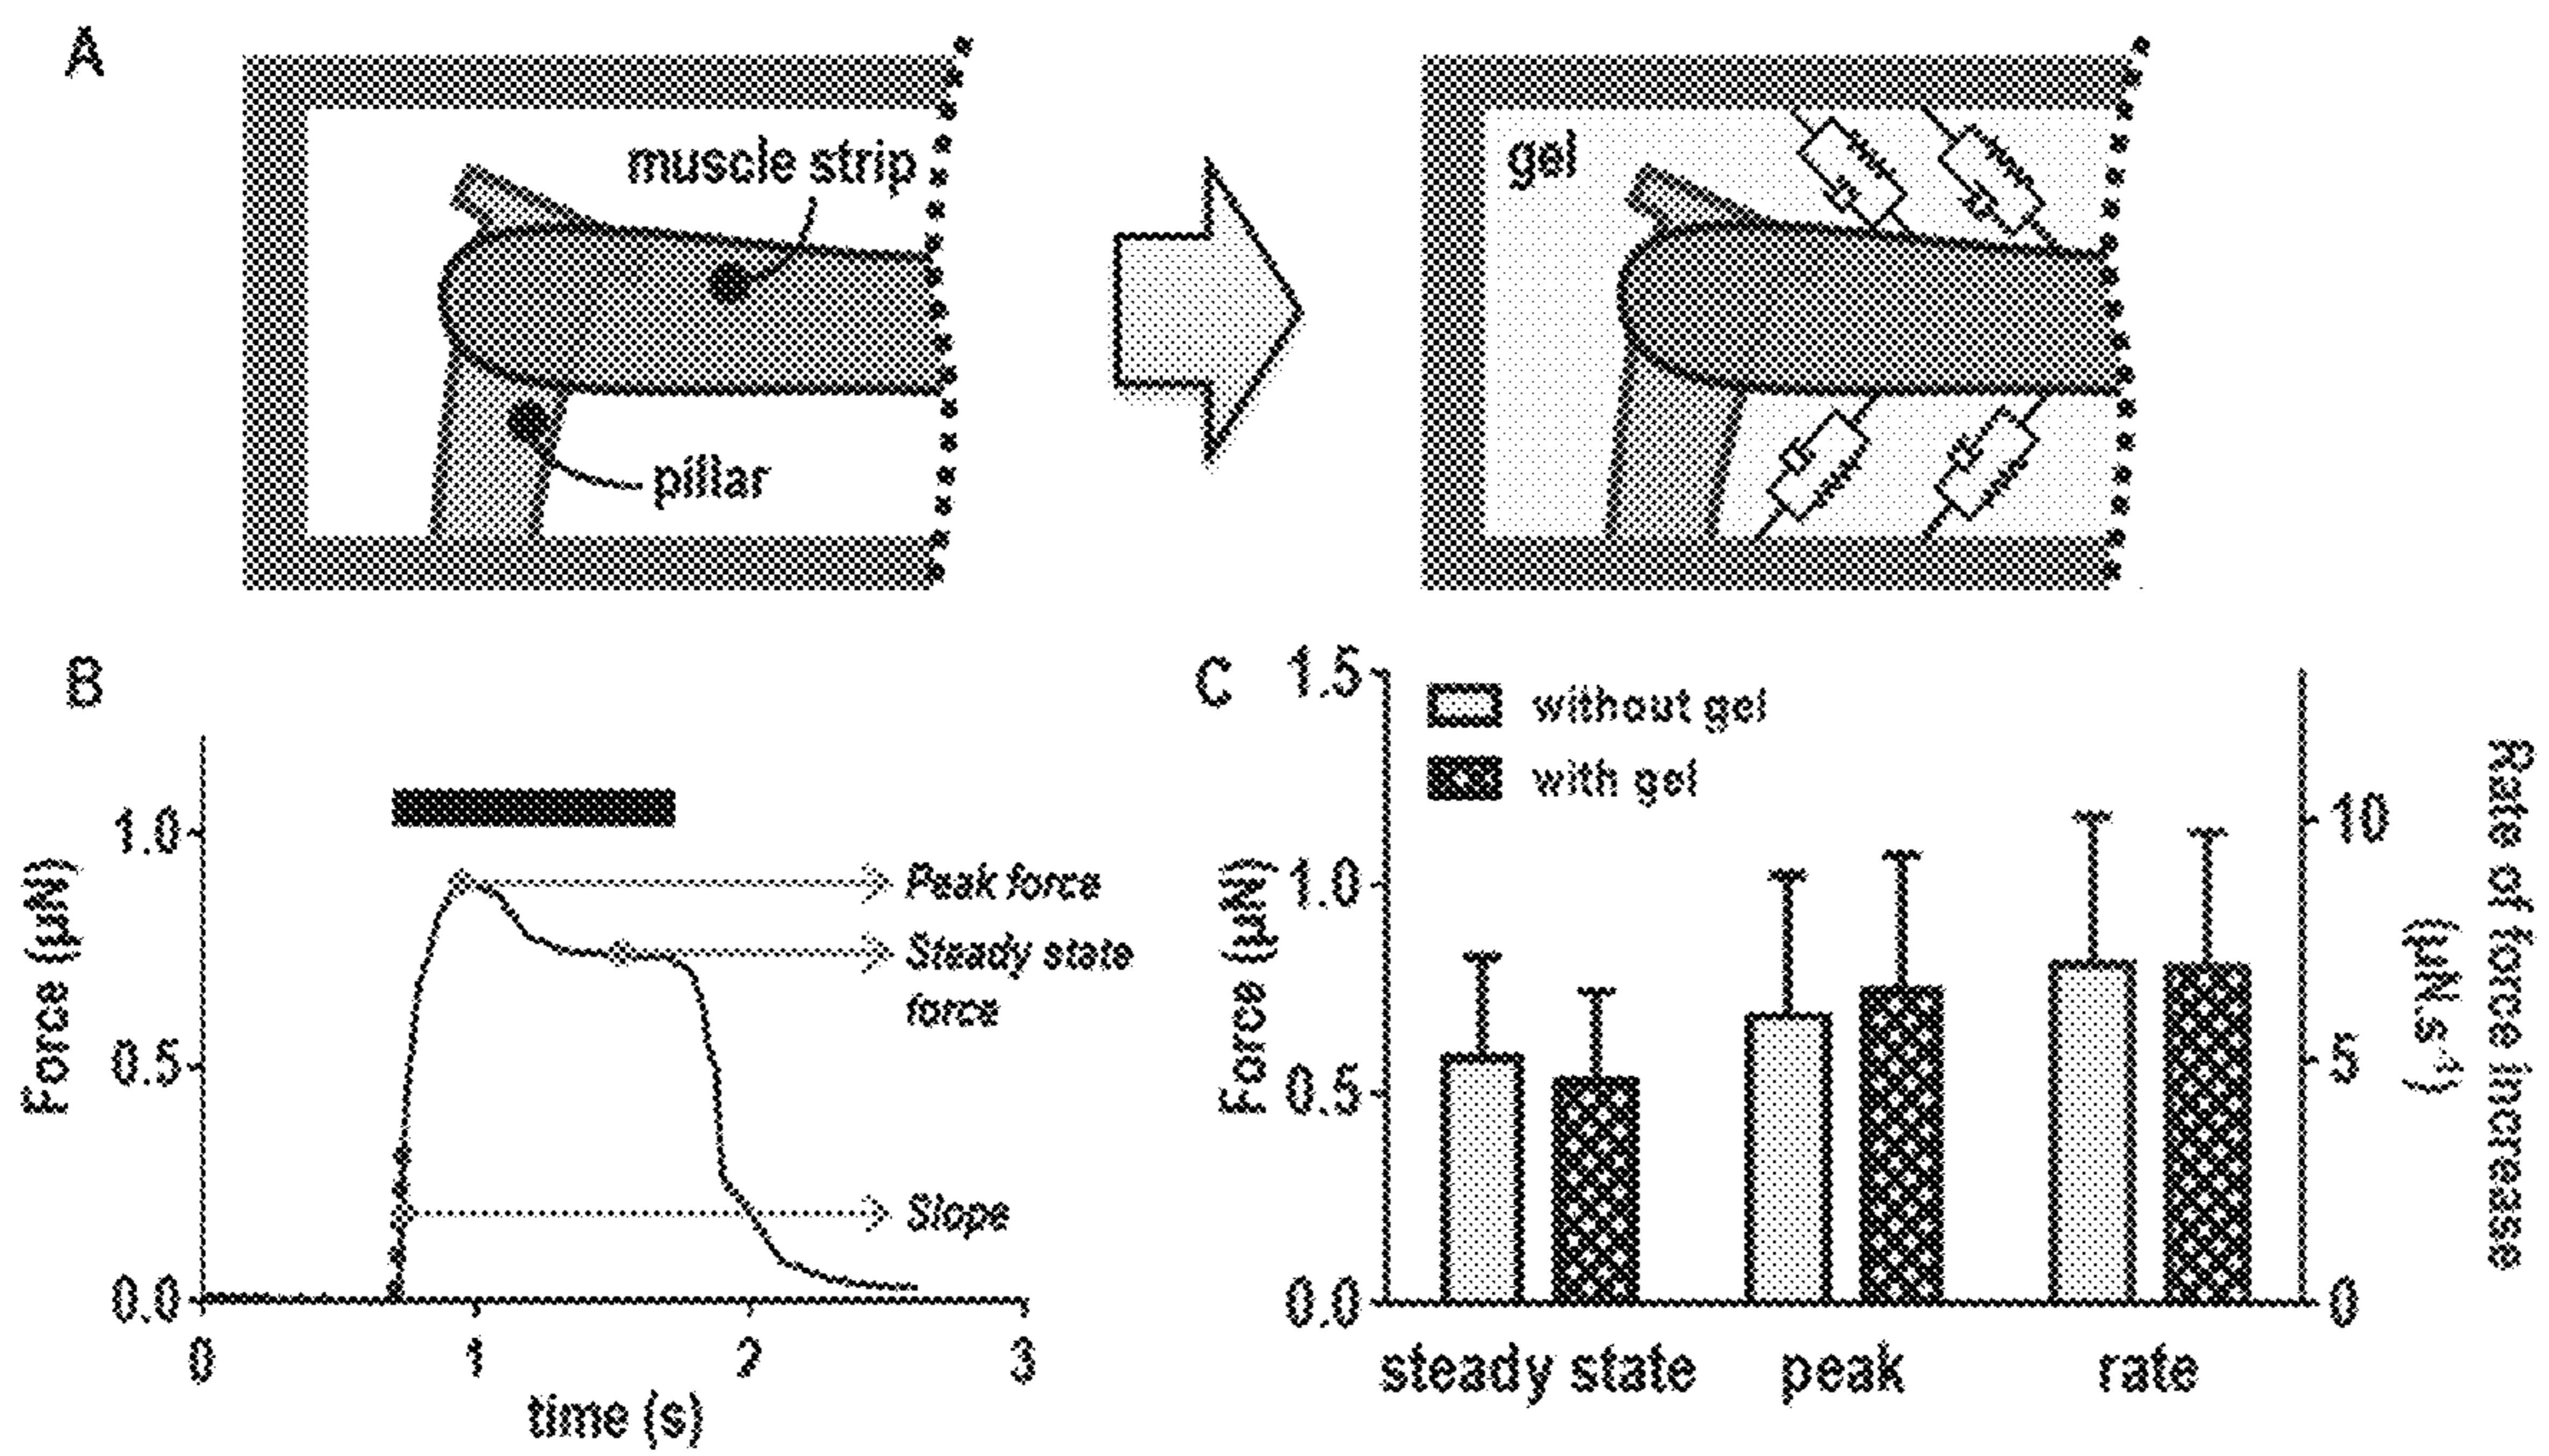 A
muscle strip
pillar
gel
B
Force (µN)
1.0
0.5
0.0
0
1
2
3
time (s)
Peak force
Steady state
force
Slope
C
without gel
with gel
Force (µN)
1.5
1.0
0.5
0.0
steady state
peak
rate
10
5
0
Rate of force increase
(µN.s⁻¹)